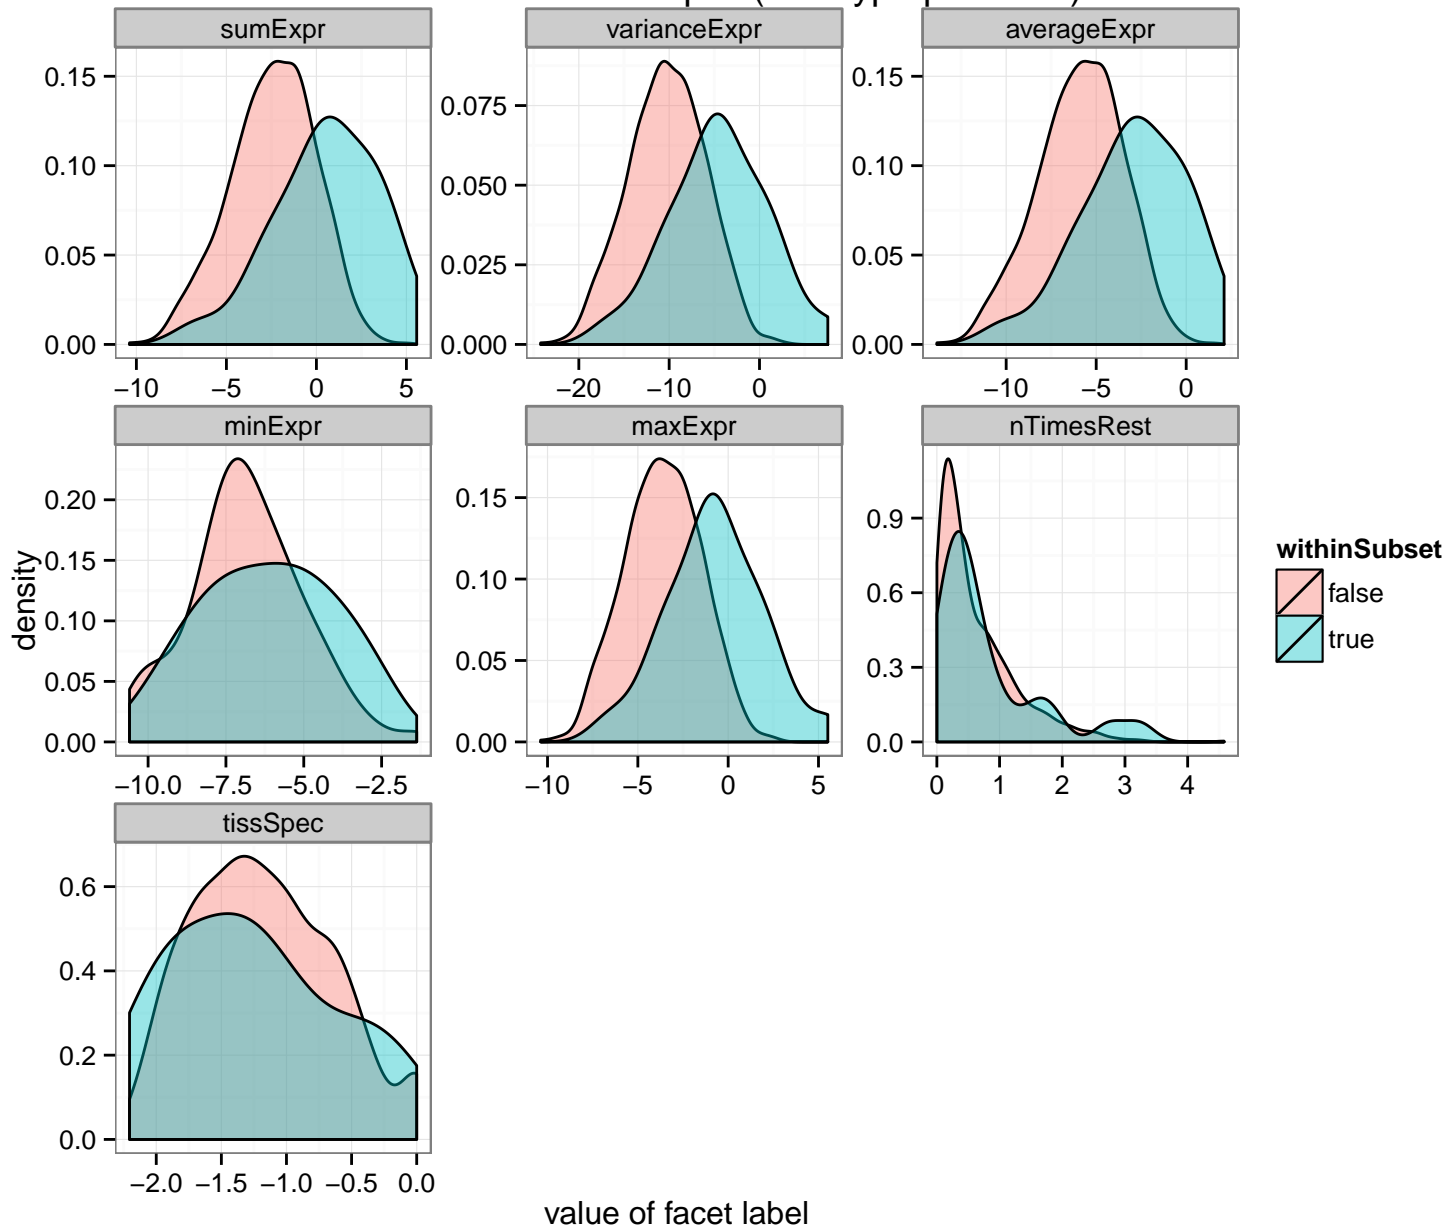 sumExpr
varianceExpr
averageExpr
0.15
0.10
0.05
0.00
−10 −5 0 5
0.075
0.050
0.025
0.000
−20 −10 0
0.15
0.10
0.05
0.00
−10 −5 0
minExpr
maxExpr
nTimesRest
density
0.20
0.15
0.10
0.05
0.00
−10.0 −7.5 −5.0 −2.5
0.15
0.10
0.05
0.00
−10 −5 0 5
0.9
0.6
0.3
0.0
0 1 2 3 4
withinSubset
false
true
tissSpec
0.6
0.4
0.2
0.0
−2.0 −1.5 −1.0 −0.5 0.0
value of facet label